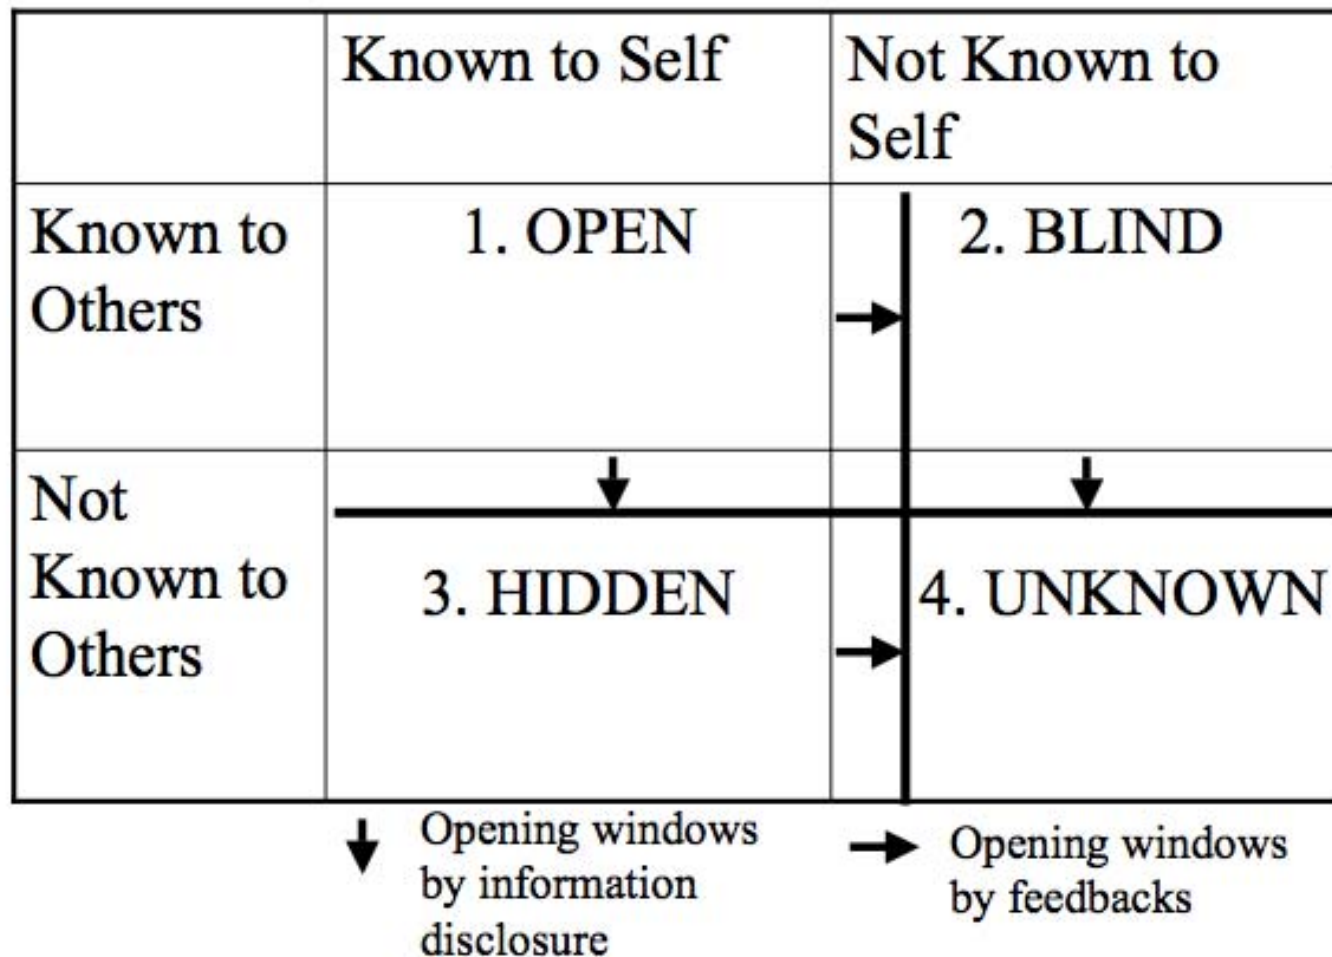 Known to Self
Not Known to
Self
Known to
Others
1. OPEN
2. BLIND
Not
Known to
Others
3. HIDDEN
4. UNKNOWN
Opening windows
by information
disclosure
Opening windows
by feedbacks